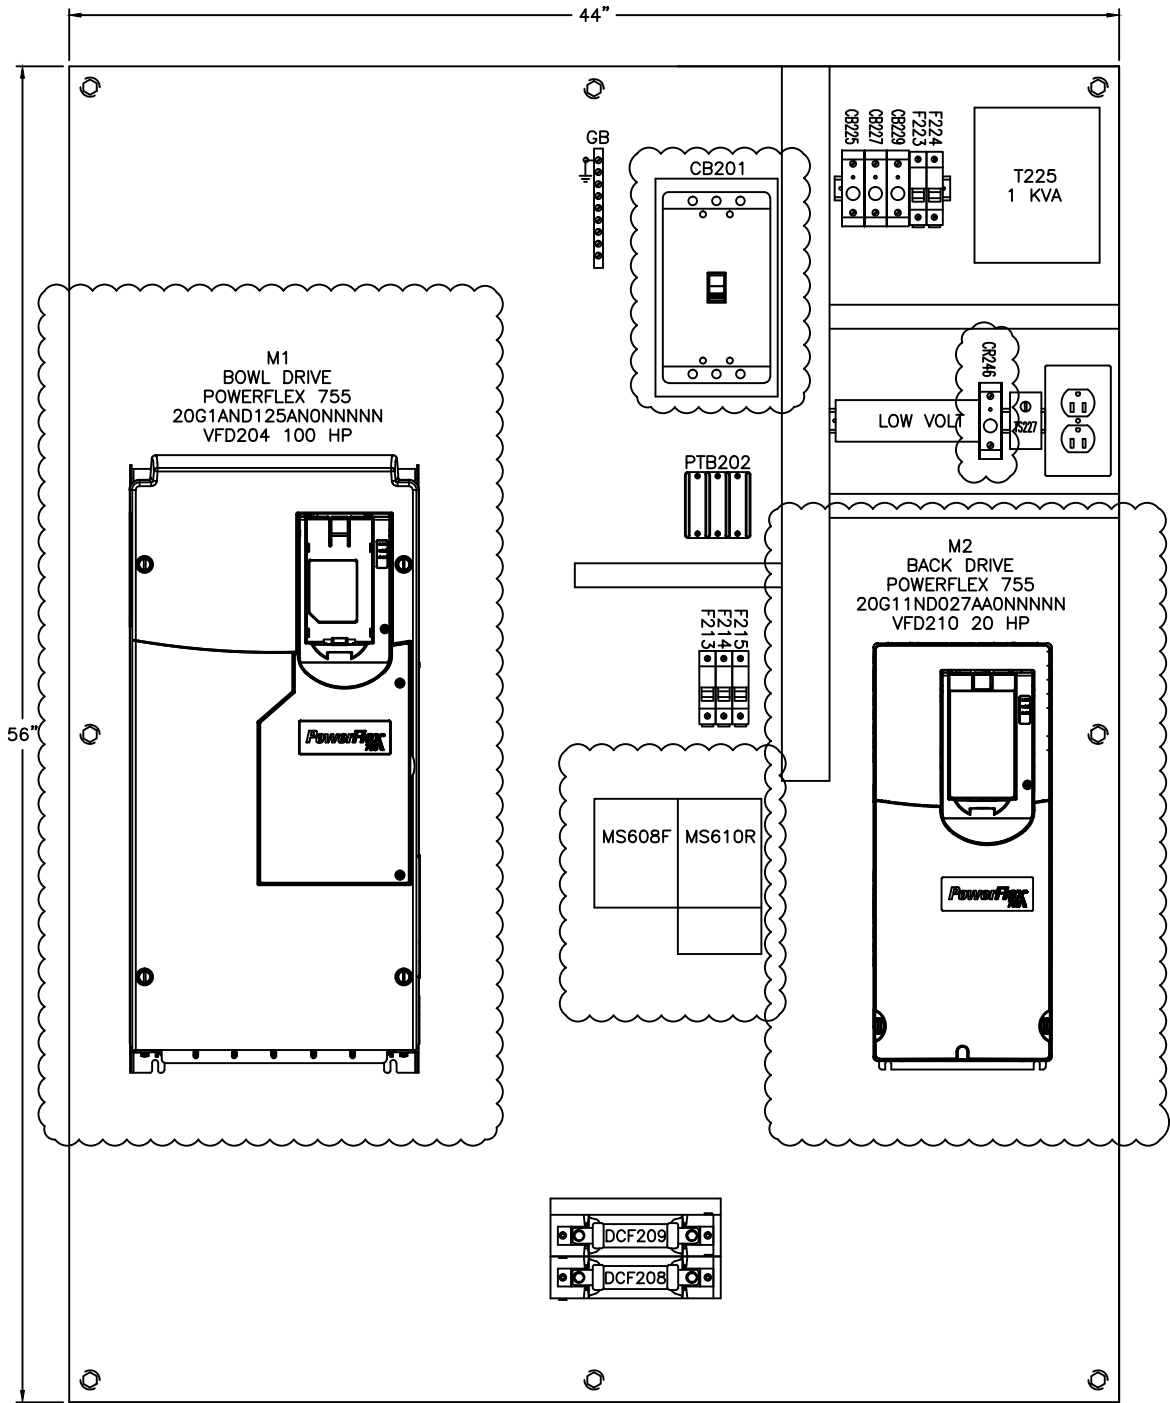 44"
CB225
CB227
CB229
F223
F224
GB
CB201
T225
1 KVA
M1
BOWL DRIVE
POWERFLEX 755
20G1AND125AN0NNNNN
VFD204 100 HP
CR246
LOW VOLT
TS227
PTB202
M2
BACK DRIVE
POWERFLEX 755
20G11ND027AA0NNNNN
VFD210 20 HP
F213
F214
F215
56"
PowerFlex
MS608F
MS610R
PowerFlex
DCF209
DCF208